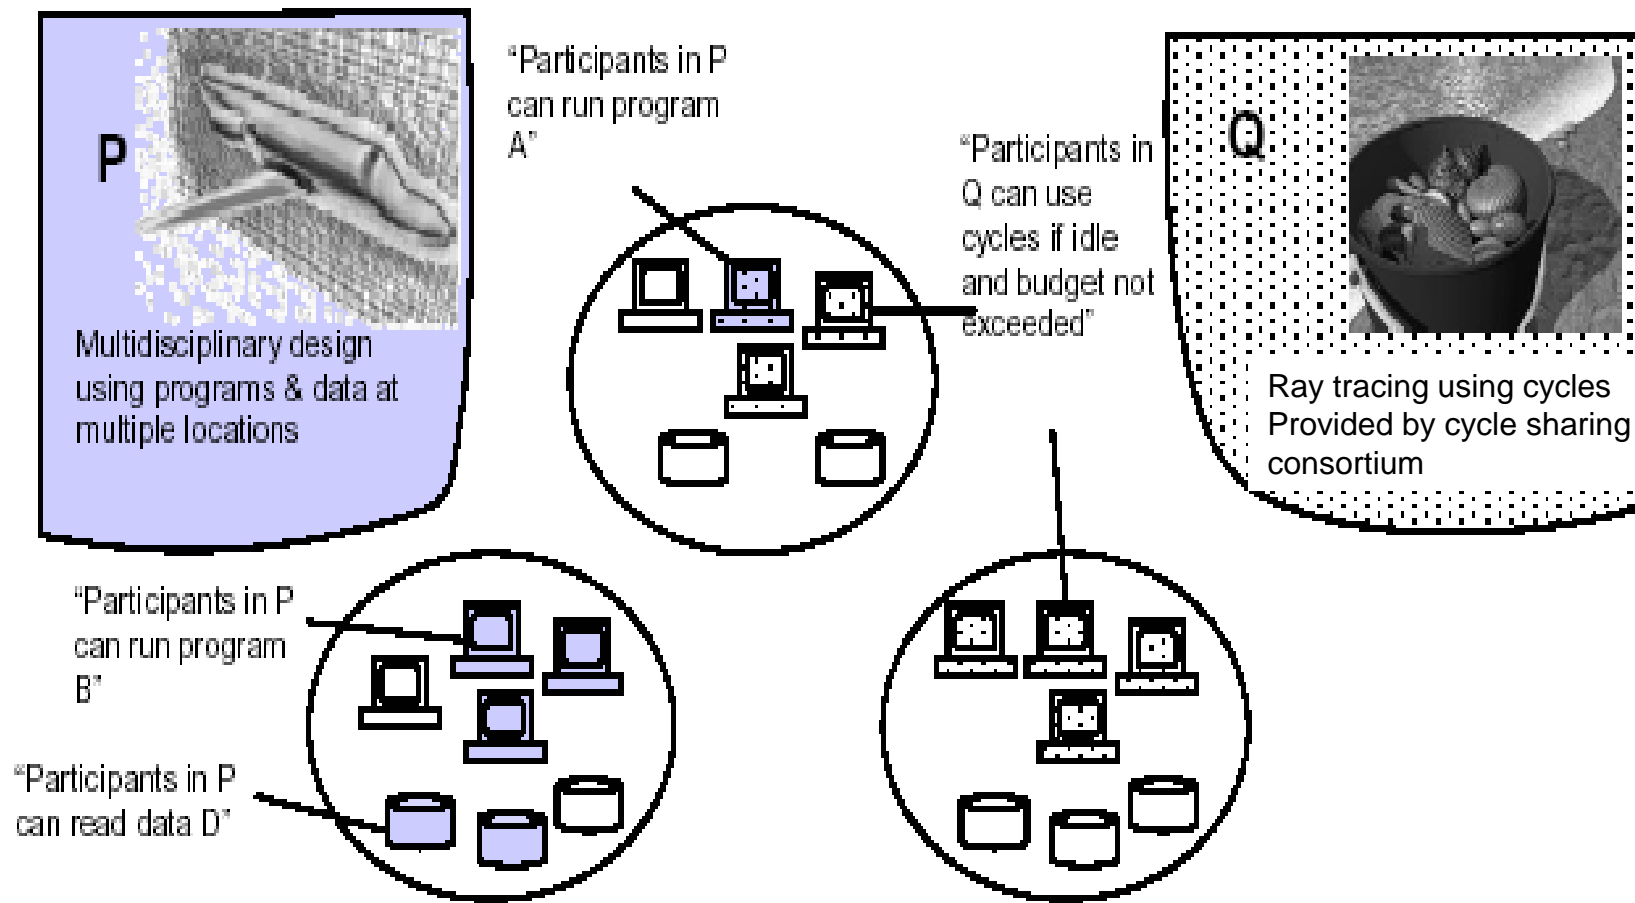 P
Multidisciplinary design
using programs & data at
multiple locations
“Participants in P
can run program
A”
“Participants in
Q can use
cycles if idle
and budget not
exceeded”
Q
Ray tracing using cycles
Provided by cycle sharing
consortium
“Participants in P
can run program
B”
“Participants in P
can read data D”